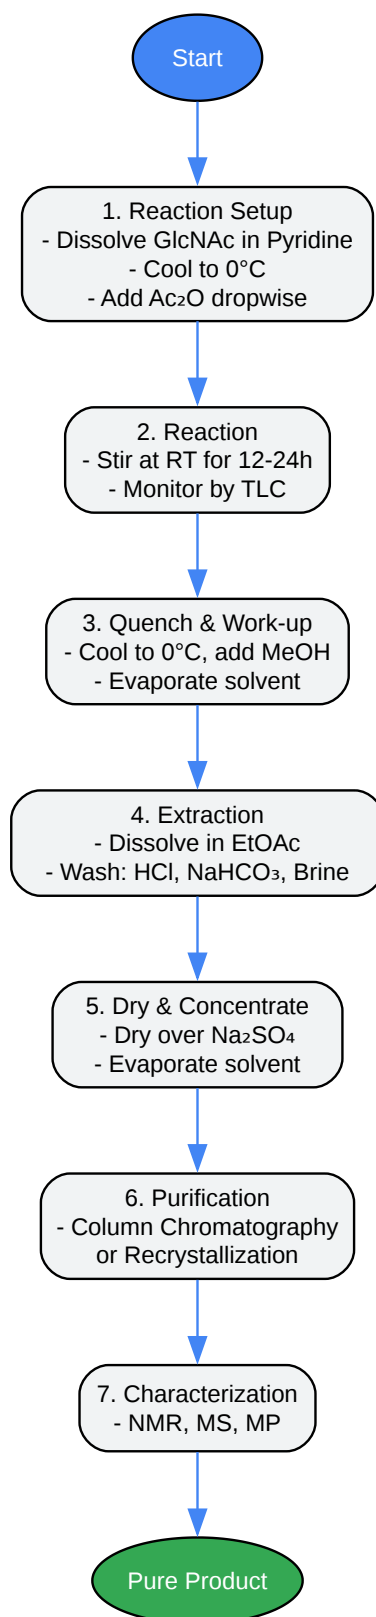 Start
1. Reaction Setup
- Dissolve GlcNAc in Pyridine
- Cool to 0°C
- Add Ac₂O dropwise
2. Reaction
- Stir at RT for 12-24h
- Monitor by TLC
3. Quench & Work-up
- Cool to 0°C, add MeOH
- Evaporate solvent
4. Extraction
- Dissolve in EtOAc
- Wash: HCl, NaHCO₃, Brine
5. Dry & Concentrate
- Dry over Na₂SO₄
- Evaporate solvent
6. Purification
- Column Chromatography
or Recrystallization
7. Characterization
- NMR, MS, MP
Pure Product